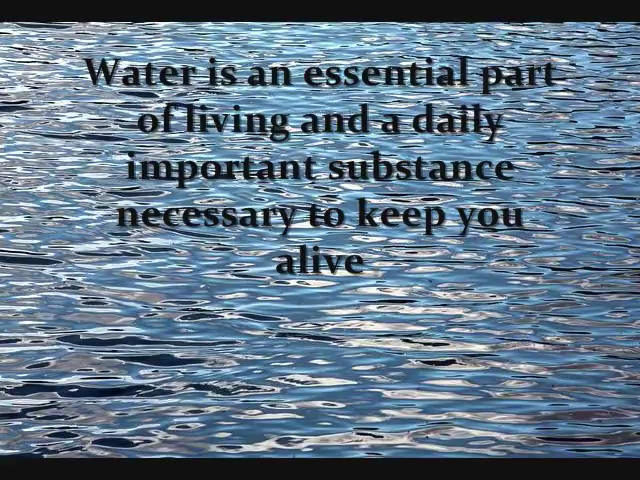 Water is an essential part
of living and a daily
important substance
necessary to keep you
alive